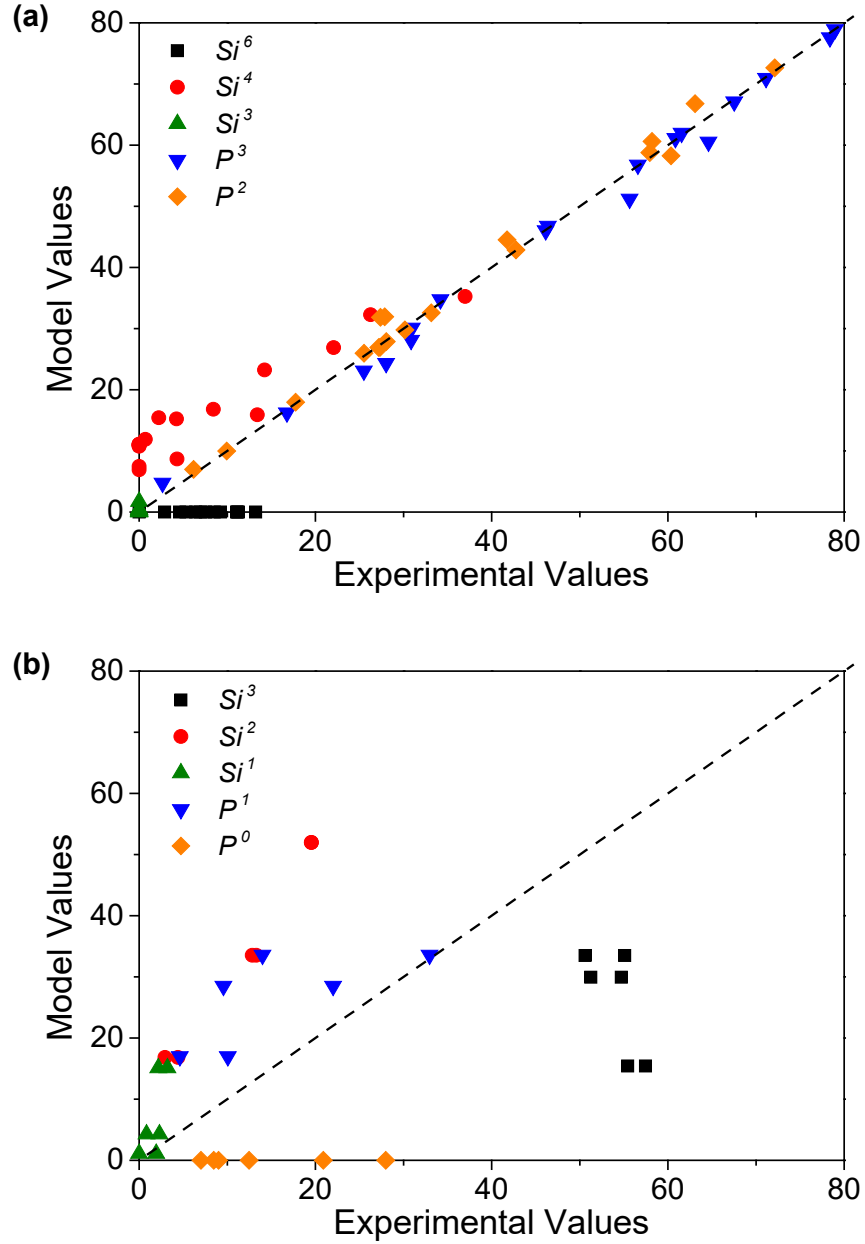 (a)
80
60
40
20
0
Model Values
Si⁶
Si⁴
Si³
P³
P²
0 20 40 60 80
Experimental Values
(b)
80
60
40
20
0
Model Values
Si³
Si²
Si¹
P¹
P⁰
0 20 40 60 80
Experimental Values